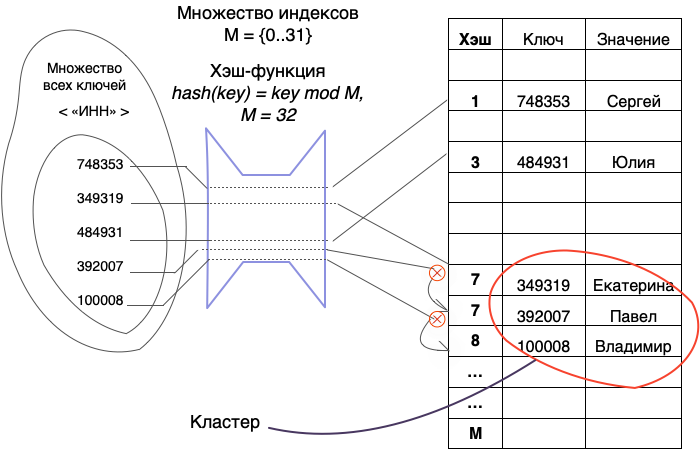 Множество индексов
M = {0..31}
Хэш-функция
hash(key) = key mod M,
M = 32
Множество
всех ключей
< «ИНН» >
748353
349319
484931
392007
100008
Хэш Ключ Значение
1 748353 Сергей
3 484931 Юлия
7 349319 Екатерина
7 392007 Павел
8 100008 Владимир
...
...
M
Кластер